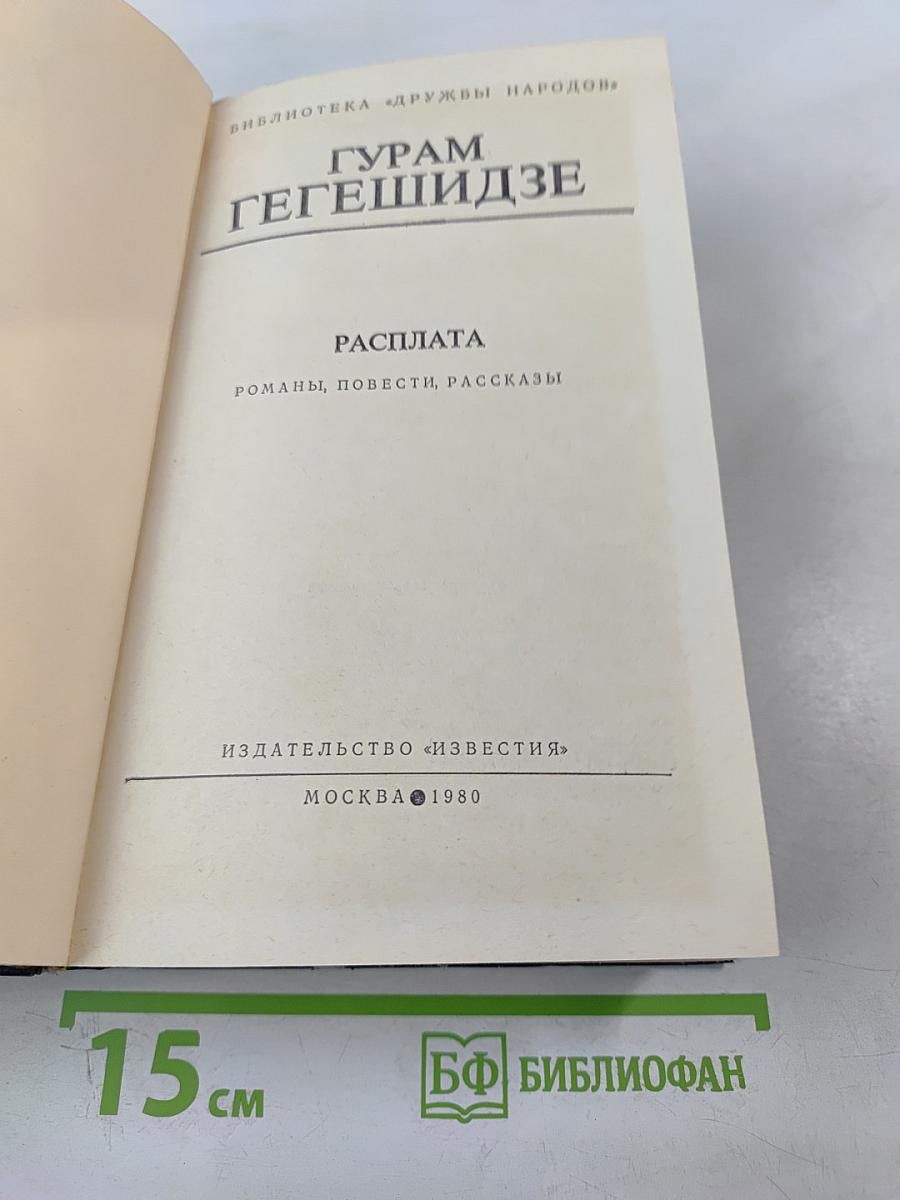 БИБЛИОТЕКА «ДРУЖБЫ НАРОДОВ»
ГУРАМ
ГЕГЕШИДЗЕ
РАСПЛАТА
РОМАНЫ, ПОВЕСТИ, РАССКАЗЫ
ИЗДАТЕЛЬСТВО «ИЗВЕСТИЯ»
МОСКВА ● 1980
15 см
БФ БИБЛИОФАН